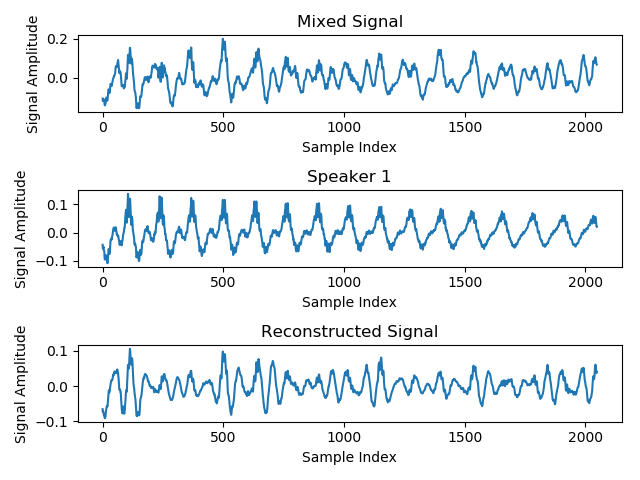 Mixed Signal
Signal Amplitude
0.2
0.0
0
500
1000
1500
2000
Sample Index
Speaker 1
Signal Amplitude
0.1
0.0
−0.1
0
500
1000
1500
2000
Sample Index
Reconstructed Signal
Signal Amplitude
0.1
0.0
−0.1
0
500
1000
1500
2000
Sample Index